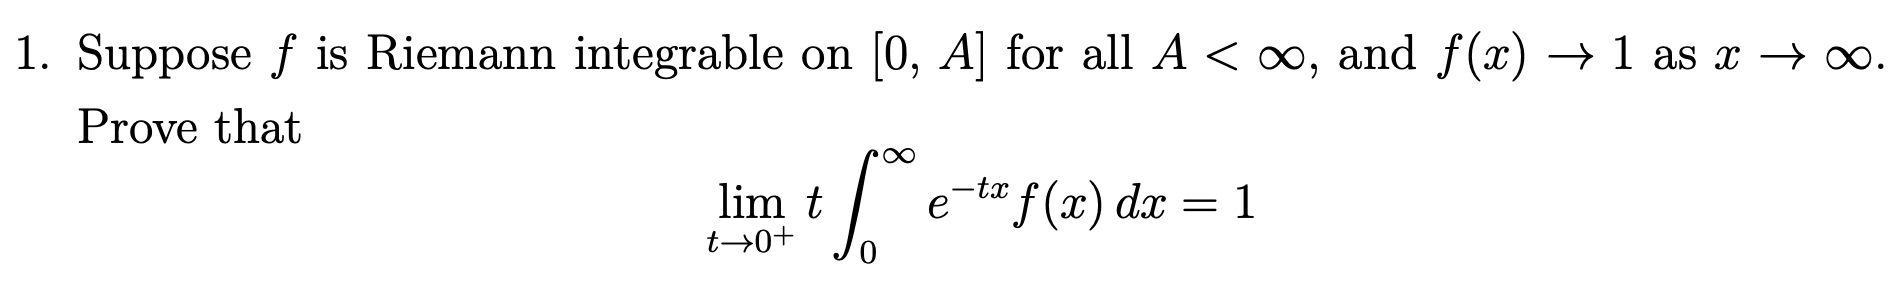 1. Suppose f is Riemann integrable on [0, A] for all A < ∞, and f(x) → 1 as x → ∞.
Prove that
lim_{t→0⁺} t ∫₀^∞ e^{−tx} f(x) dx = 1